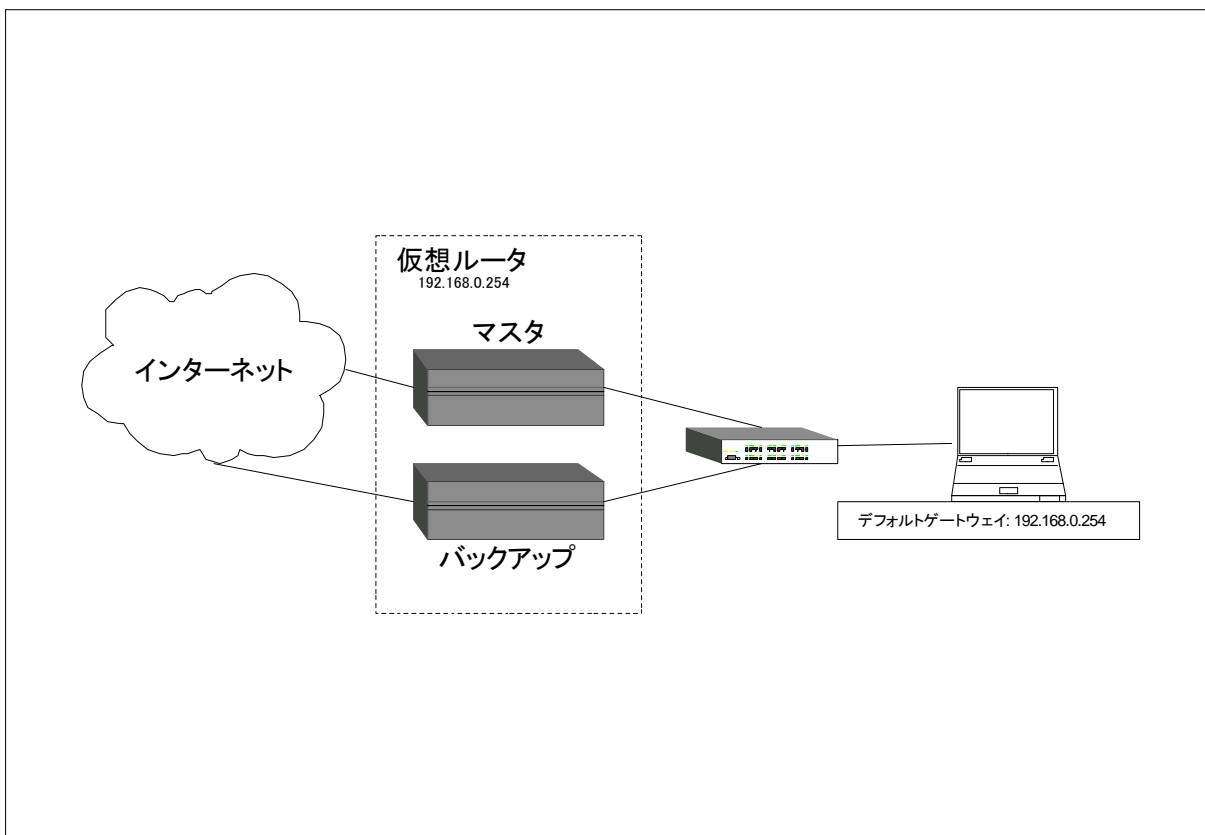 仮想ルータ
192.168.0.254
マスタ
インターネット
バックアップ
デフォルトゲートウェイ: 192.168.0.254